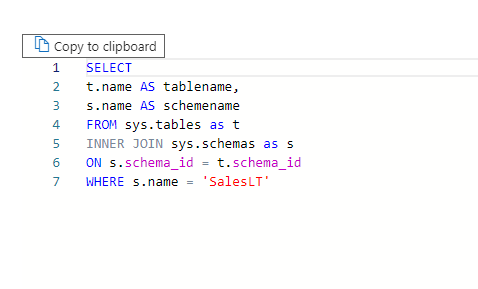 Copy to clipboard
1 SELECT
2 t.name AS tablename,
3 s.name AS schemename
4 FROM sys.tables as t
5 INNER JOIN sys.schemas as s
6 ON s.schema_id = t.schema_id
7 WHERE s.name = 'SalesLT'